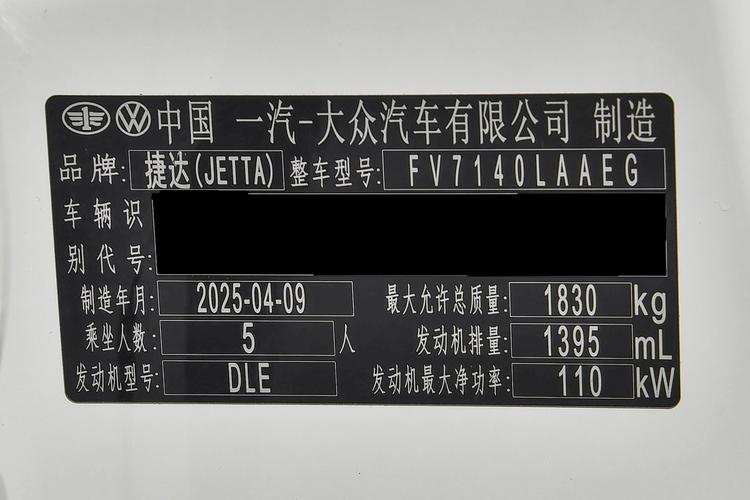 中国 一汽-大众汽车有限公司 制造
品牌: 捷达(JETTA) 整车型号: FV7140LAAEG
车辆识
别代号:
制造年月: 2025-04-09 最大允许总质量: 1830 kg
乘坐人数: 5 人 发动机排量: 1395 mL
发动机型号: DLE 发动机最大净功率: 110 kW